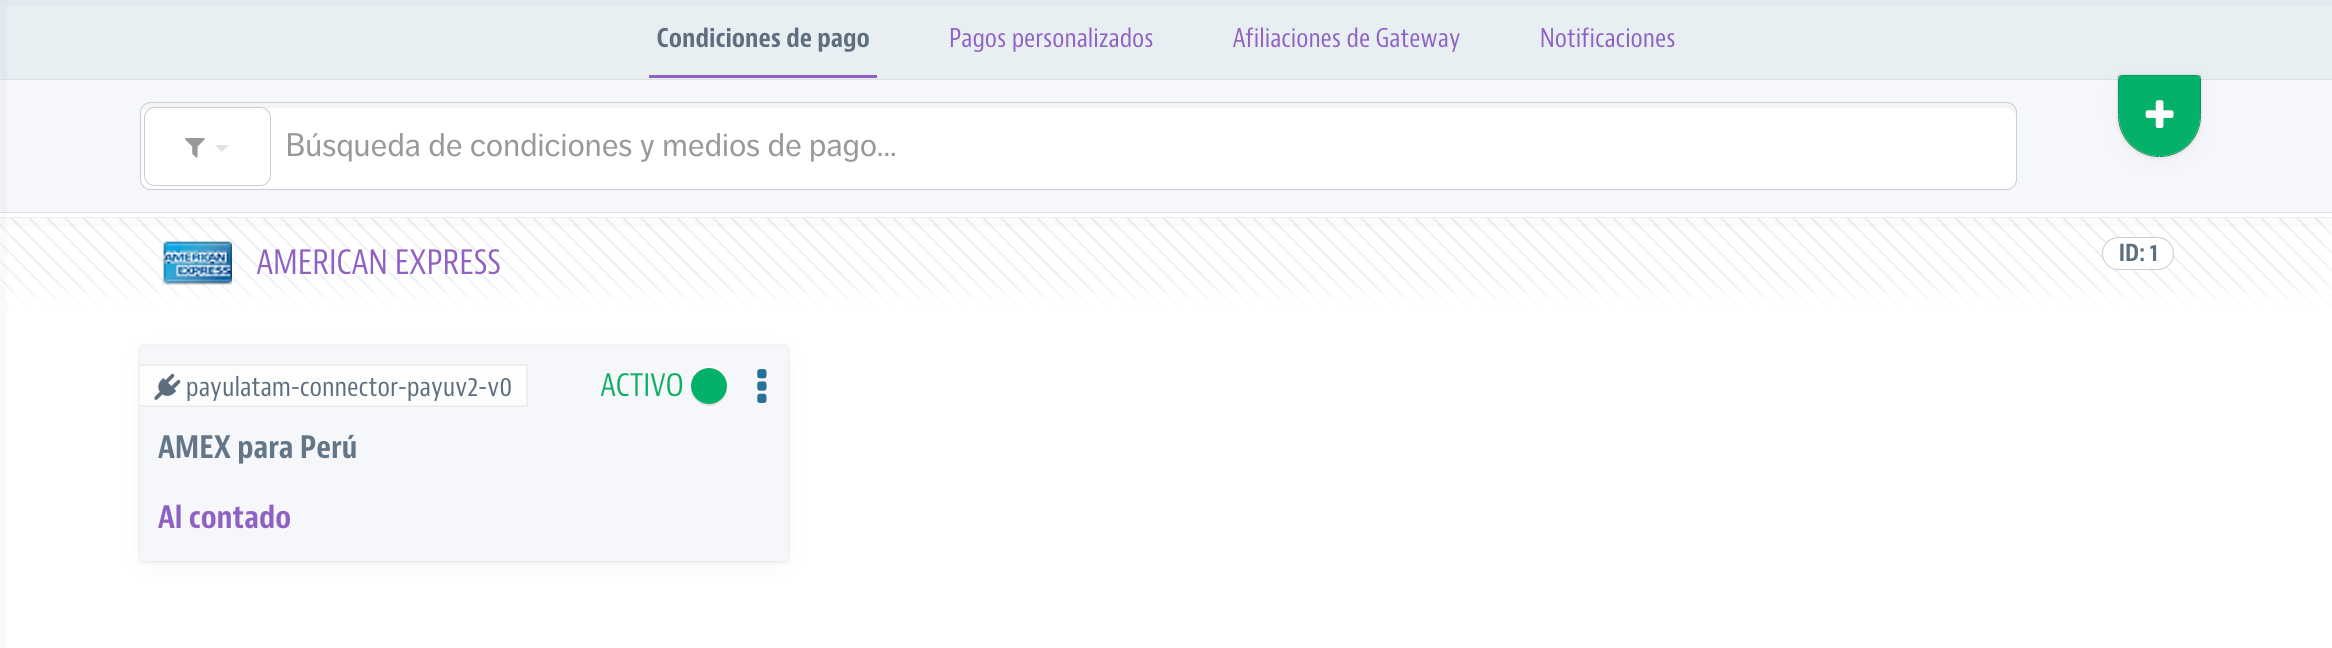 Condiciones de pago
Pagos personalizados
Afiliaciones de Gateway
Notificaciones
Búsqueda de condiciones y medios de pago...
AMERICAN
EXPRESS
AMERICAN EXPRESS
ID: 1
payulatam-connector-payuv2-v0
ACTIVO
AMEX para Perú
Al contado